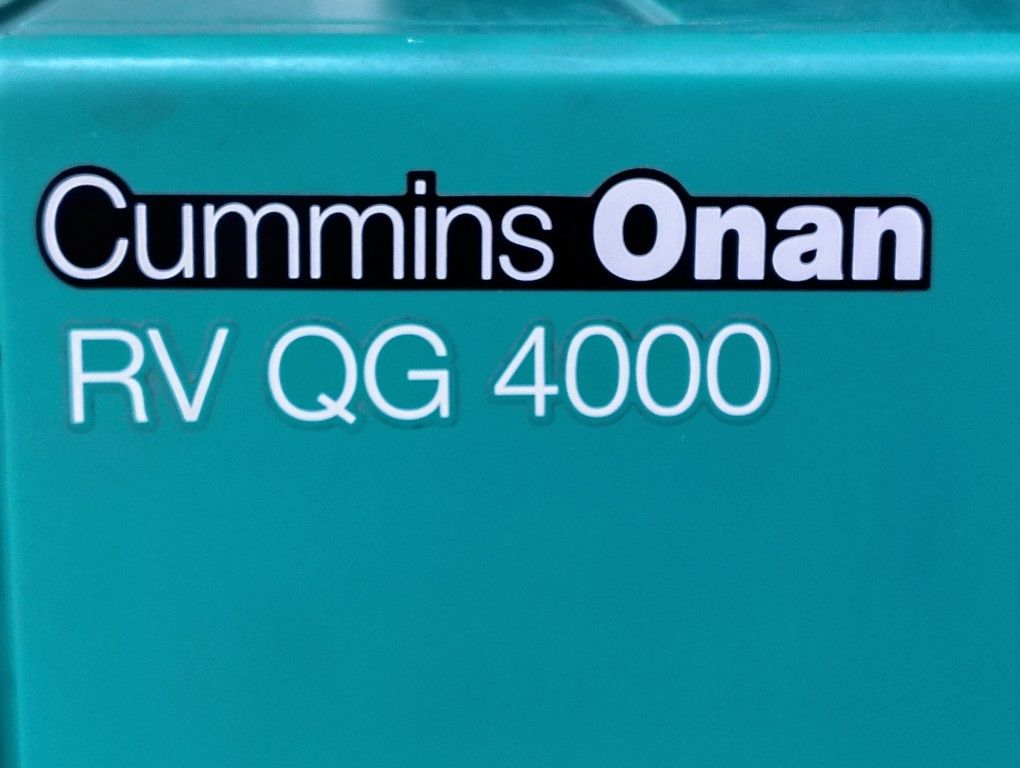 Cummins Onan
RV QG 4000